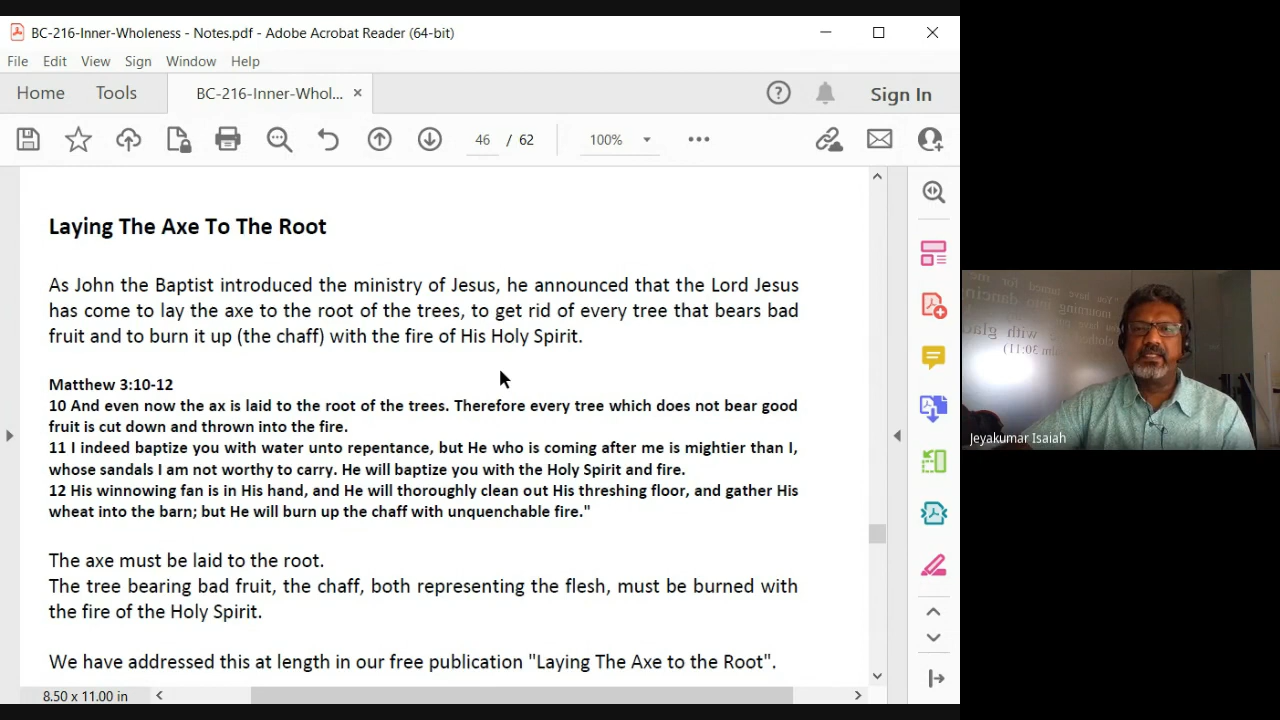 BC-216-Inner-Wholeness - Notes.pdf - Adobe Acrobat Reader (64-bit)
File Edit View Sign Window Help
Home Tools BC-216-Inner-Whol... × Sign In
46 / 62 100%
Laying The Axe To The Root
As John the Baptist introduced the ministry of Jesus, he announced that the Lord Jesus
has come to lay the axe to the root of the trees, to get rid of every tree that bears bad
fruit and to burn it up (the chaff) with the fire of His Holy Spirit.
Matthew 3:10-12
10 And even now the ax is laid to the root of the trees. Therefore every tree which does not bear good
fruit is cut down and thrown into the fire.
11 I indeed baptize you with water unto repentance, but He who is coming after me is mightier than I,
whose sandals I am not worthy to carry. He will baptize you with the Holy Spirit and fire.
12 His winnowing fan is in His hand, and He will thoroughly clean out His threshing floor, and gather His
wheat into the barn; but He will burn up the chaff with unquenchable fire."
The axe must be laid to the root.
The tree bearing bad fruit, the chaff, both representing the flesh, must be burned with
the fire of the Holy Spirit.
We have addressed this at length in our free publication "Laying The Axe to the Root".
8.50 x 11.00 in
"You have turned for me
mourning into dancing
with glad
30:11)
Jeyakumar Isaiah